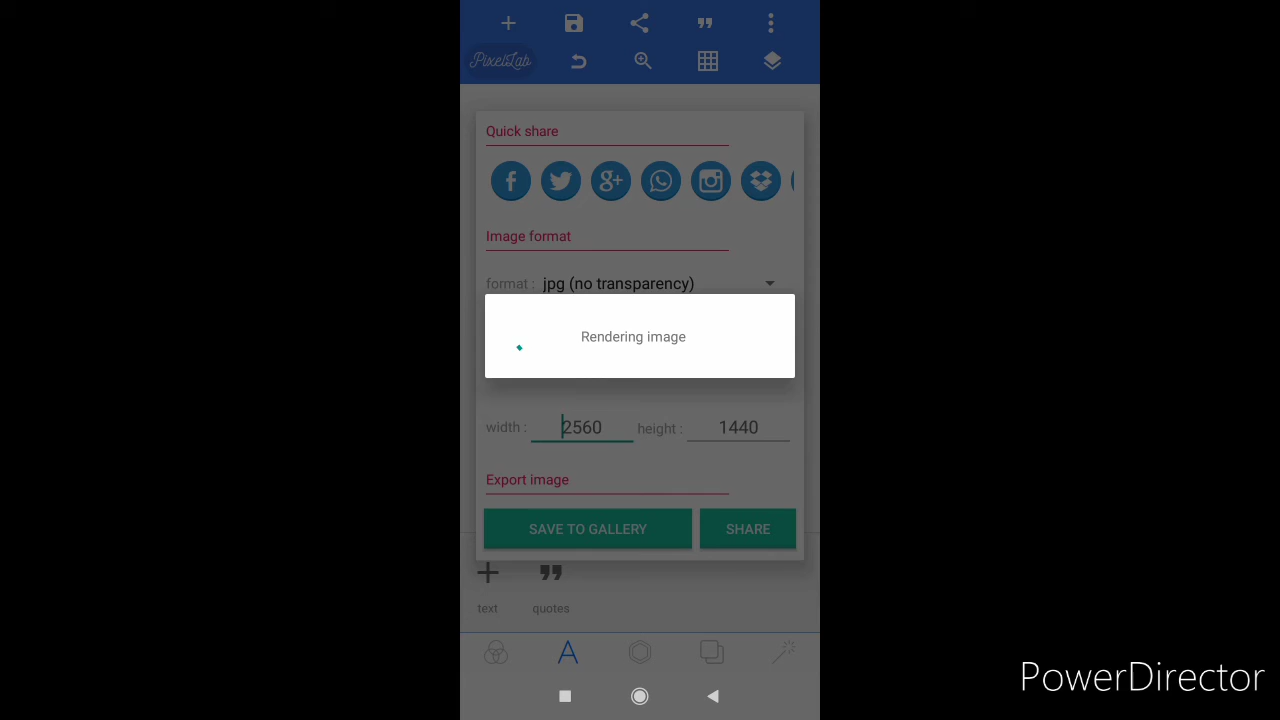 PixelLab
Quick share
Image format
format : jpg (no transparency)
Rendering image
width : 2560 height : 1440
Export image
SAVE TO GALLERY SHARE
text quotes
PowerDirector